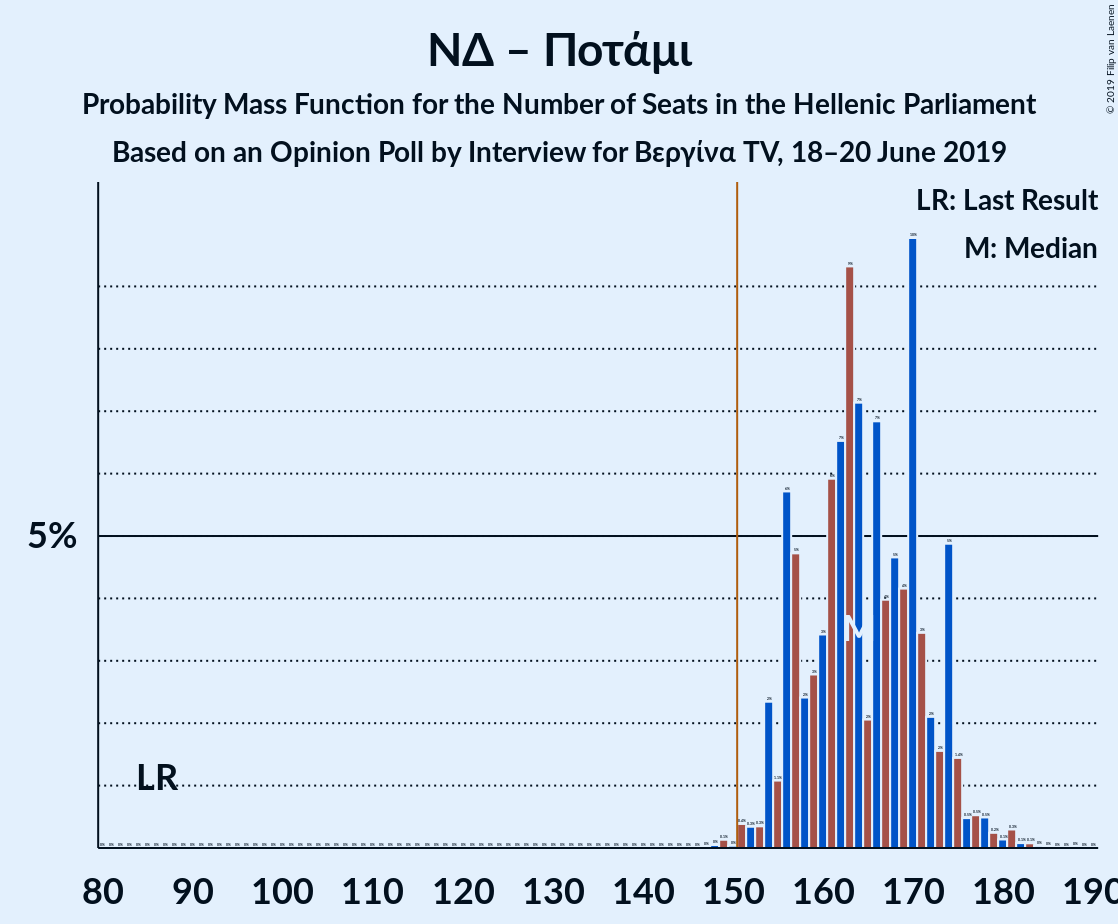 © 2019 Filip van Laenen
ΝΔ – Ποτάμι
Probability Mass Function for the Number of Seats in the Hellenic Parliament
Based on an Opinion Poll by Interview for Βεργίνα TV, 18–20 June 2019
LR: Last Result
M: Median
5%
M
LR
80 90 100 110 120 130 140 150 160 170 180 190